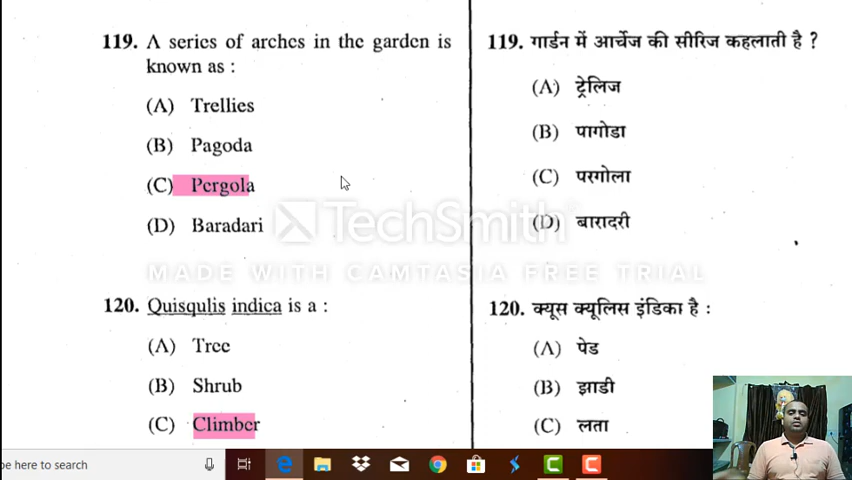 119. A series of arches in the garden is
known as :
(A) Trellies
(B) Pagoda
(C) Pergola
(D) Baradari
120. Quisqulis indica is a :
(A) Tree
(B) Shrub
(C) Climber
119. गार्डन में आर्चेज की सीरिज कहलाती है ?
(A) ट्रेलिज
(B) पागोडा
(C) परगोला
(D) बारादरी
120. क्यूस क्यूलिस इंडिका है :
(A) पेड
(B) झाडी
(C) लता
TechSmith
MADE WITH CAMTASIA FREE TRIAL
pe here to search